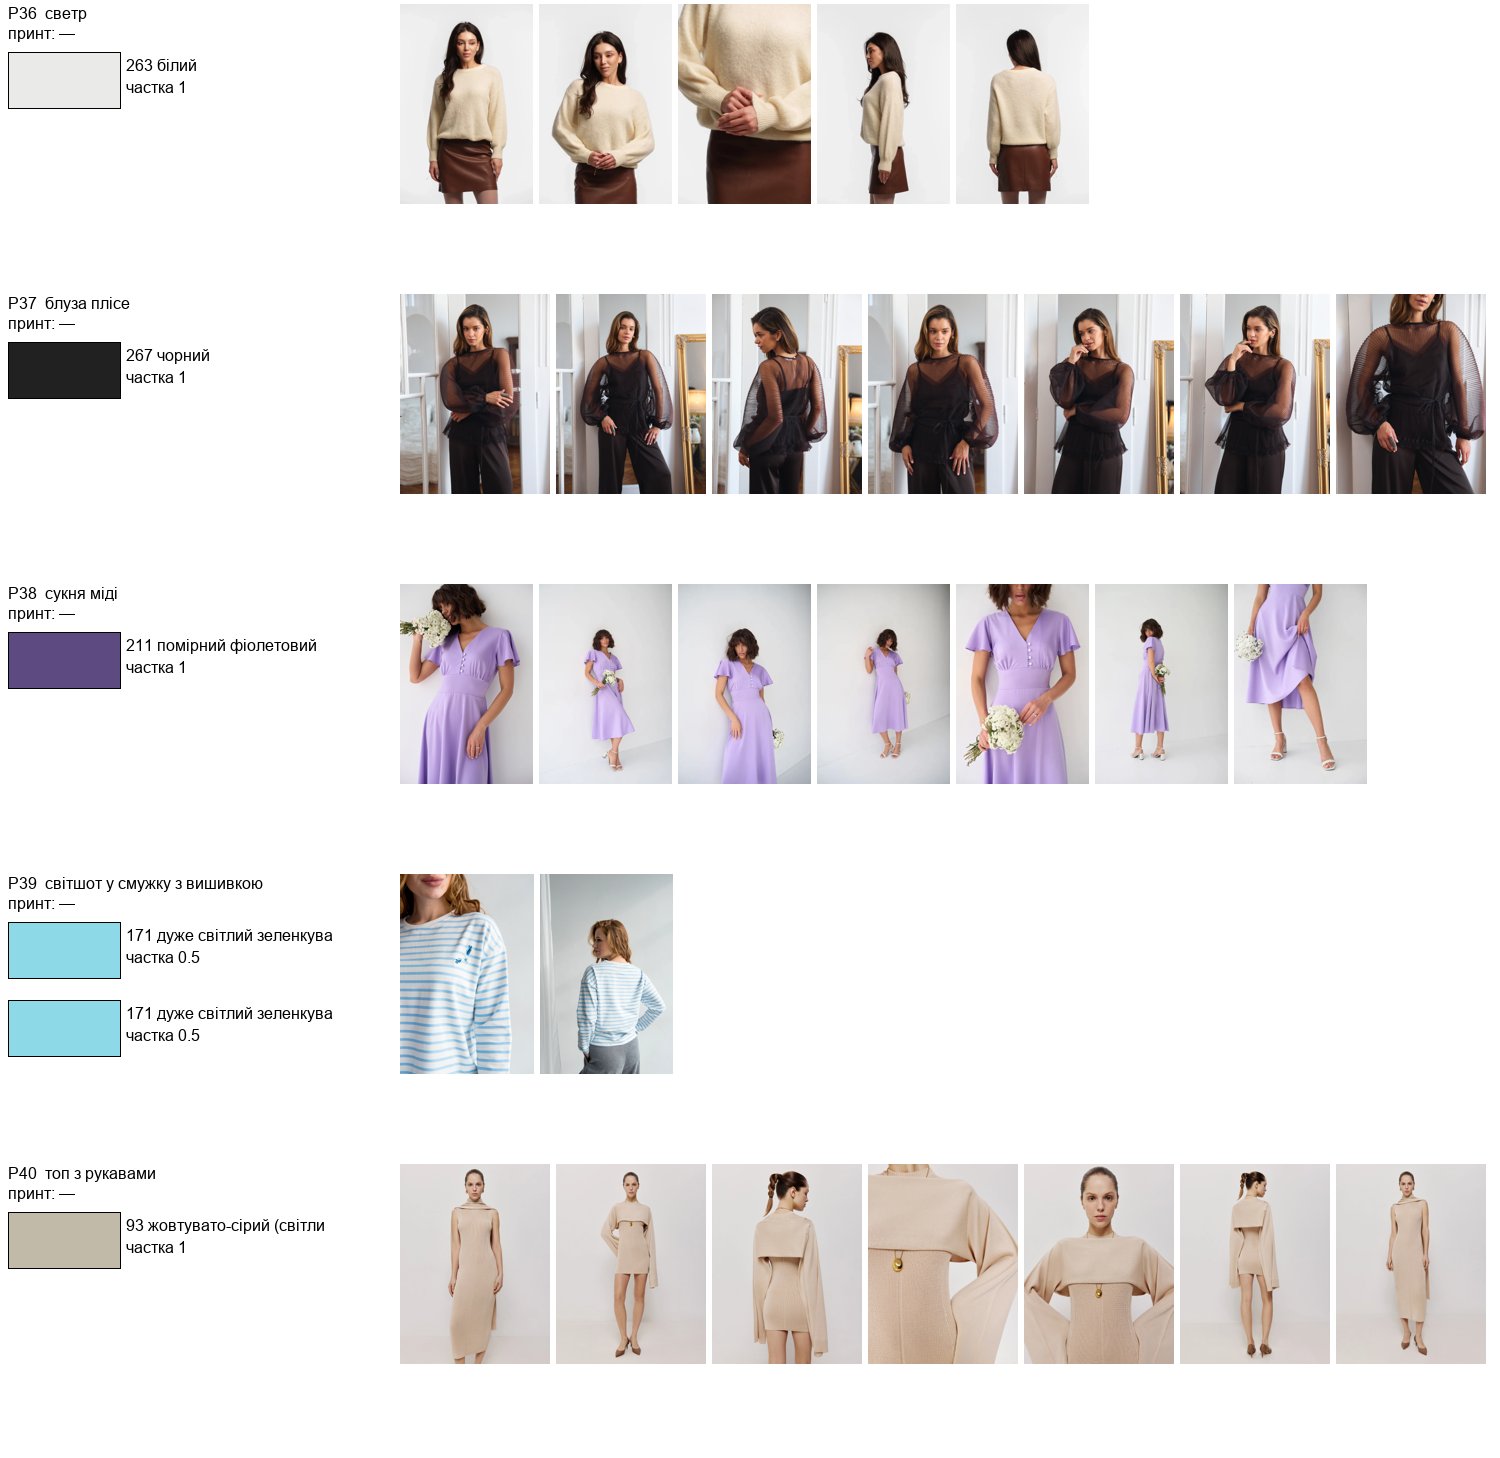 P36 светр
принт: —
263 білий
частка 1
P37 блуза плісе
принт: —
267 чорний
частка 1
P38 сукня міді
принт: —
211 помірний фіолетовий
частка 1
P39 світшот у смужку з вишивкою
принт: —
171 дуже світлий зеленкува
частка 0.5
171 дуже світлий зеленкува
частка 0.5
P40 топ з рукавами
принт: —
93 жовтувато-сірий (світли
частка 1